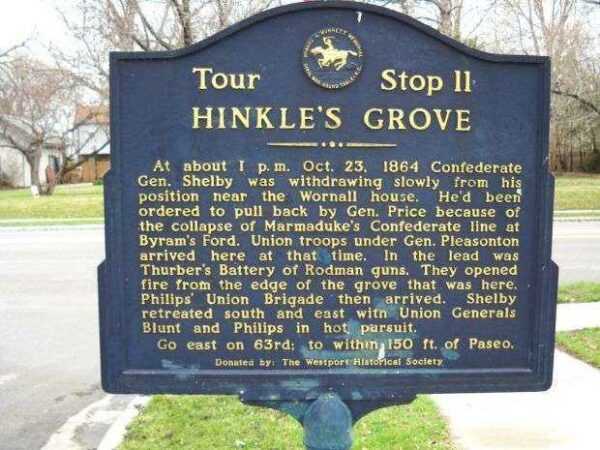 Tour Stop 11
HINKLE'S GROVE
At about 1 p.m. Oct. 23, 1864 Confederate
Gen. Shelby was withdrawing slowly from his
position near the Wornall house. He'd been
ordered to pull back by Gen. Price because of
the collapse of Marmaduke's Confederate line at
Byram's Ford. Union troops under Gen. Pleasonton
arrived here at that time. In the lead was
Thurber's Battery of Rodman guns. They opened
fire from the edge of the grove that was here.
Philips' Union Brigade then arrived. Shelby
retreated south and east with Union Generals
Blunt and Philips in hot pursuit.
Go east on 63rd; to within 150 ft. of Paseo.
Donated by: The Westport Historical Society